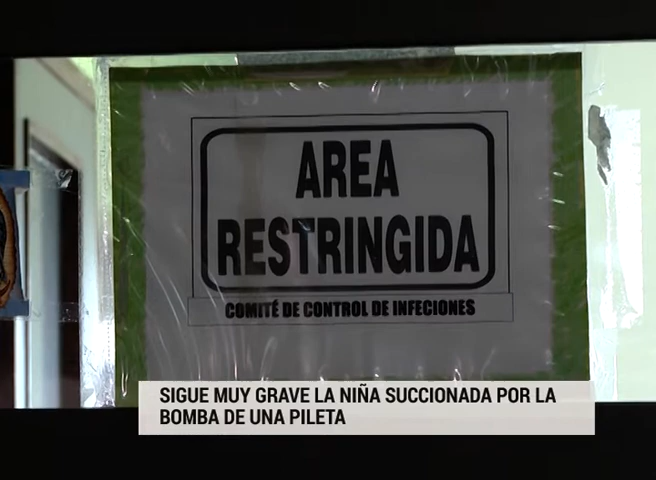 AREA
RESTRINGIDA
COMITÉ DE CONTROL DE INFECIONES
SIGUE MUY GRAVE LA NIÑA SUCCIONADA POR LA
BOMBA DE UNA PILETA